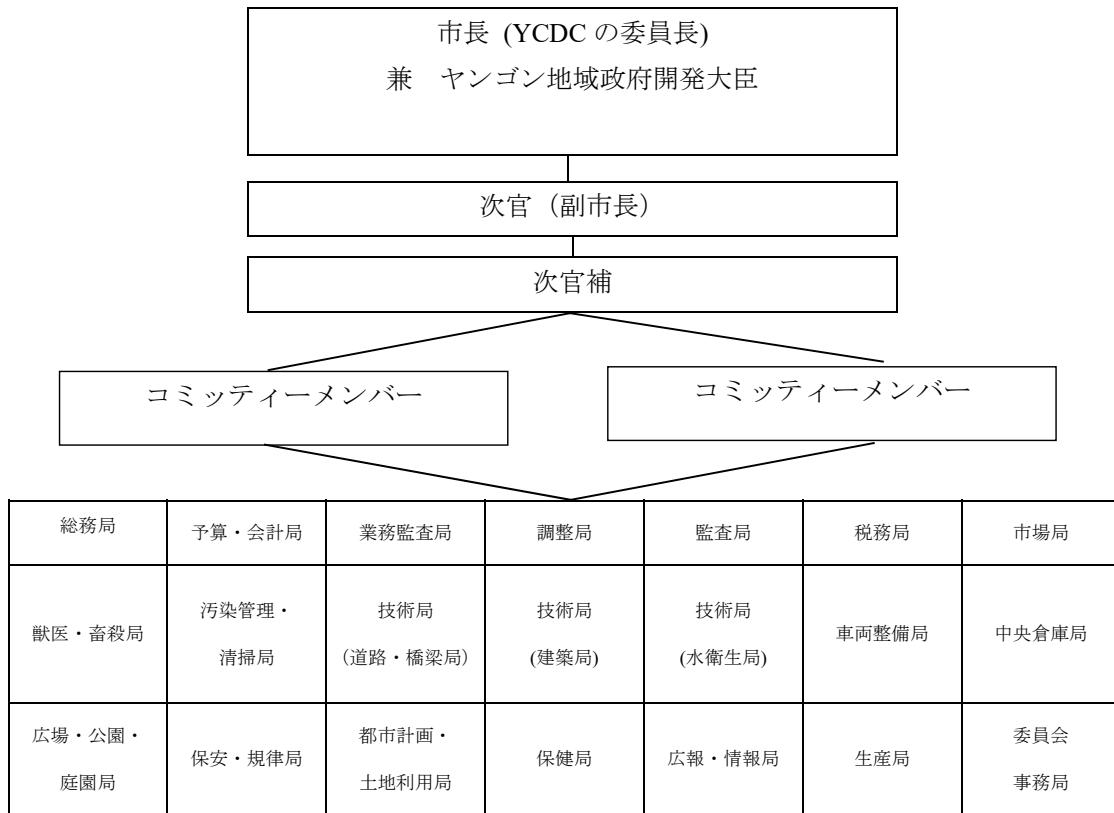 市長 (YCDC の委員長)
兼　ヤンゴン地域政府開発大臣
次官（副市長）
次官補
コミッティーメンバー
コミッティーメンバー
総務局
予算・会計局
業務監査局
調整局
監査局
税務局
市場局
獣医・畜殺局
汚染管理・
清掃局
技術局
（道路・橋梁局）
技術局
(建築局)
技術局
(水衛生局)
車両整備局
中央倉庫局
広場・公園・
庭園局
保安・規律局
都市計画・
土地利用局
保健局
広報・情報局
生産局
委員会
事務局